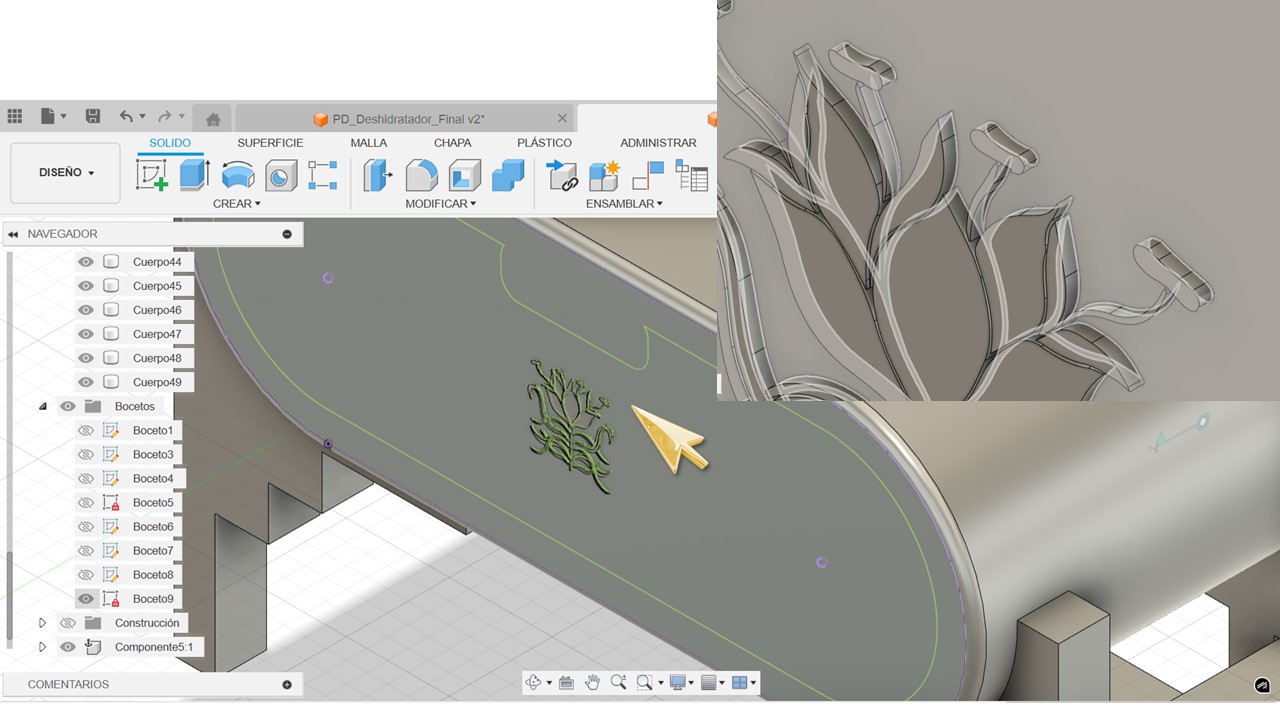 PD_Deshidratador_Final v2*
SOLIDO SUPERFICIE MALLA CHAPA PLÁSTICO ADMINISTRAR
DISEÑO
CREAR MODIFICAR ENSAMBLAR
NAVEGADOR
Cuerpo44
Cuerpo45
Cuerpo46
Cuerpo47
Cuerpo48
Cuerpo49
Bocetos
Boceto1
Boceto3
Boceto4
Boceto5
Boceto6
Boceto7
Boceto8
Boceto9
Construcción
Componente5:1
COMENTARIOS